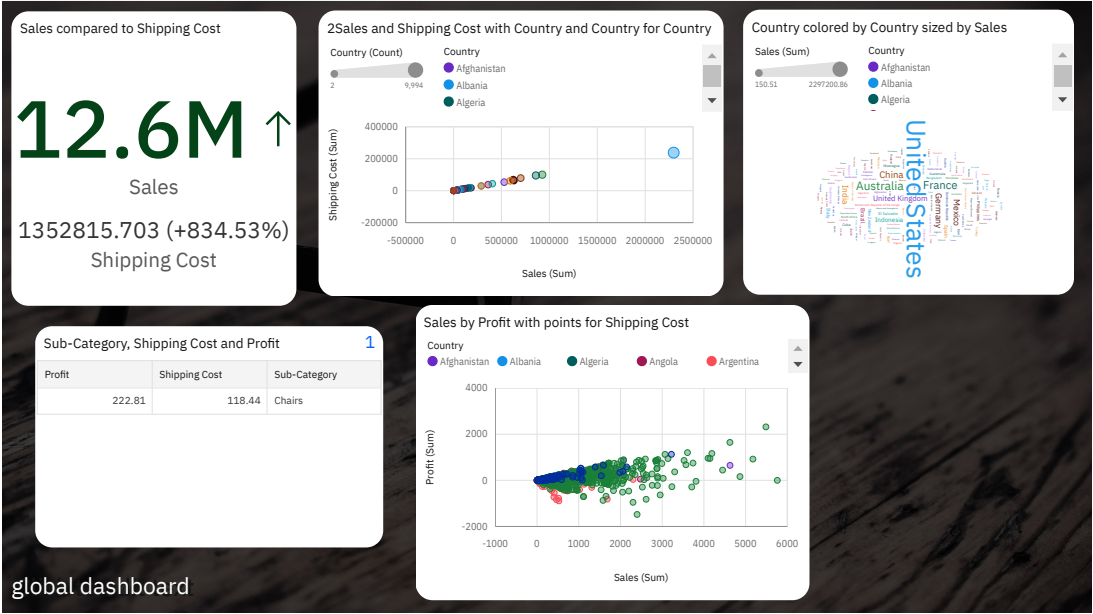 Sales compared to Shipping Cost
12.6M ↑
Sales
1352815.703 (+834.53%)
Shipping Cost
2Sales and Shipping Cost with Country and Country for Country
Country (Count)
2 9,994
Country
Afghanistan
Albania
Algeria
Shipping Cost (Sum)
400000
200000
0
-200000
-500000 0 500000 1000000 1500000 2000000 2500000
Sales (Sum)
Country colored by Country sized by Sales
Sales (Sum)
150.51 2297200.86
Country
Afghanistan
Albania
Algeria
United States
China
Australia
France
India
United Kingdom
Germany
Mexico
Brazil
Indonesia
Sub-Category, Shipping Cost and Profit 1
Profit Shipping Cost Sub-Category
222.81 118.44 Chairs
Sales by Profit with points for Shipping Cost
Country
Afghanistan Albania Algeria Angola Argentina
Profit (Sum)
4000
2000
0
-2000
-1000 0 1000 2000 3000 4000 5000 6000
Sales (Sum)
global dashboard